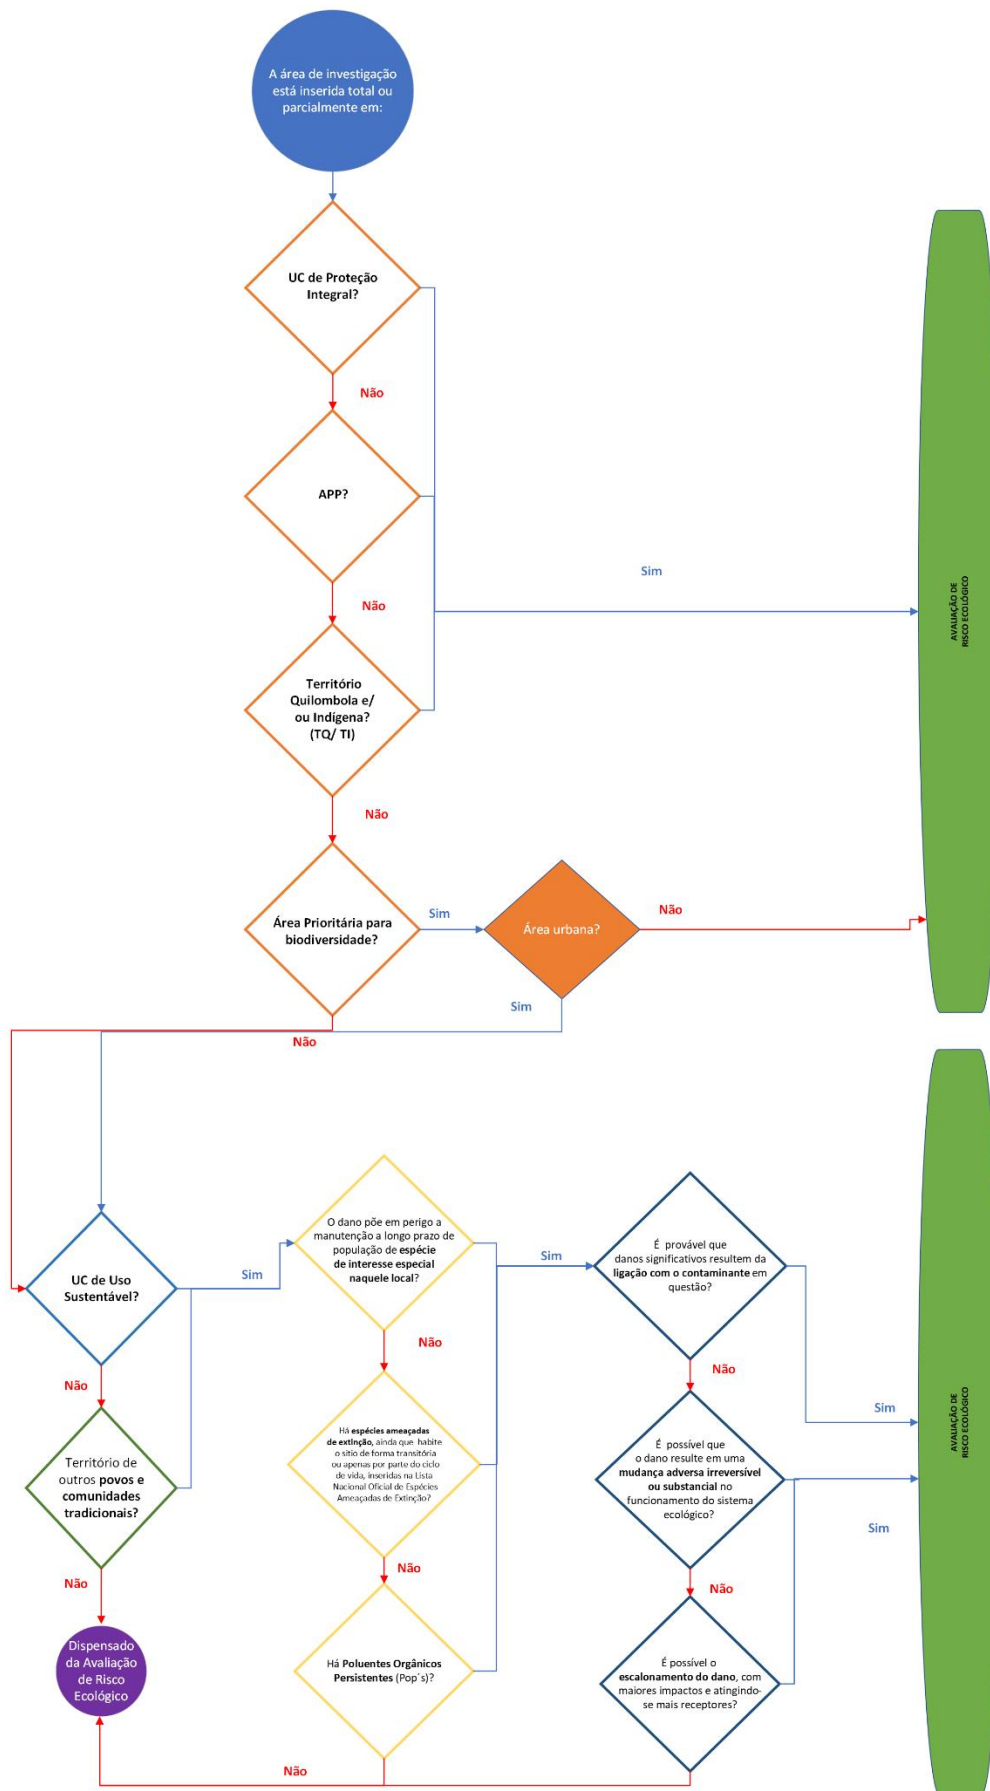 A área de investigação
está inserida total ou
parcialmente em:
UC de Proteção
Integral?
Não
APP?
Sim
Não
AVALIAÇÃO DE
RISCO ECOLÓGICO
Território
Quilombola e/
ou Indígena?
(TQ/ TI)
Não
Área Prioritária para
biodiversidade?
Sim
Área urbana?
Não
Sim
Não
UC de Uso
Sustentável?
Sim
Não
Território de
outros povos e
comunidades
tradicionais?
Não
Dispensado
da Avaliação
de Risco
Ecológico
O dano põe em perigo a
manutenção a longo prazo de
população de espécie
de interesse especial
naquele local?
Sim
Não
Há espécies ameaçadas
de extinção, ainda que habite
o sítio de forma transitória
ou apenas por parte do ciclo
de vida, inseridas na Lista
Nacional Oficial de Espécies
Ameaçadas de Extinção?
Não
Há Poluentes Orgânicos
Persistentes (Pop´s)?
Não
É provável que
danos significativos resultem da
ligação com o contaminante em
questão?
Não
Sim
É possível que
o dano resulte em uma
mudança adversa irreversível
ou substancial no
funcionamento do sistema
ecológico?
Sim
Não
É possível o
escalonamento do dano, com
maiores impactos e atingindo-
se mais receptores?
AVALIAÇÃO DE
RISCO ECOLÓGICO